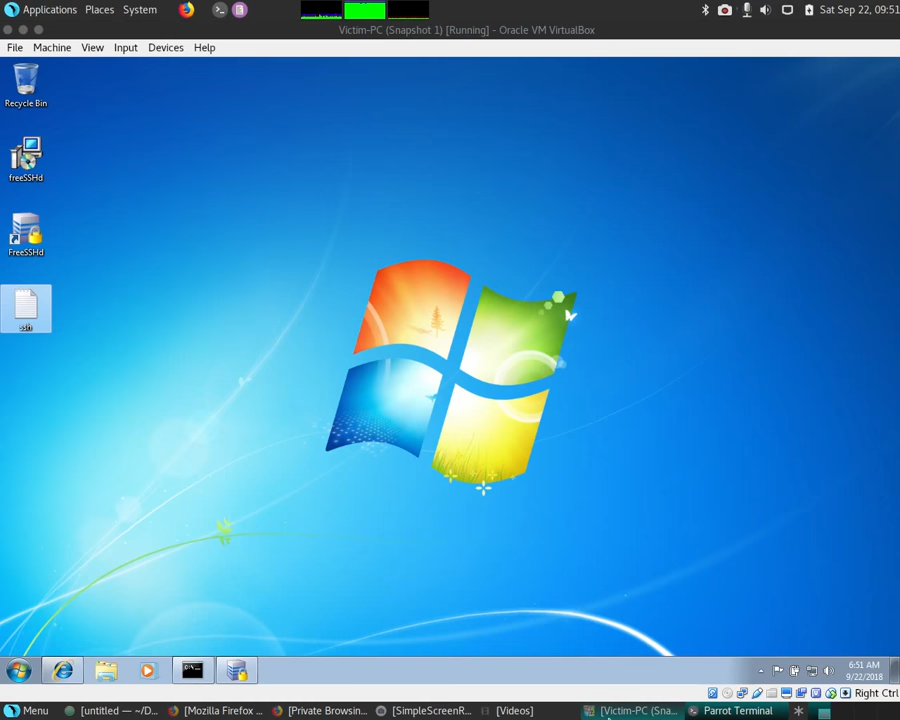 Applications Places System
Sat Sep 22, 09:51
Victim-PC (Snapshot 1) [Running] - Oracle VM VirtualBox
File Machine View Input Devices Help
Recycle Bin
freeSSHd
FreeSSHd
ssh
6:51 AM
9/22/2018
Right Ctrl
Menu [untitled — ~/D... [Mozilla Firefox ... [Private Browsin... [SimpleScreenR... [Videos] [Victim-PC (Sna... Parrot Terminal